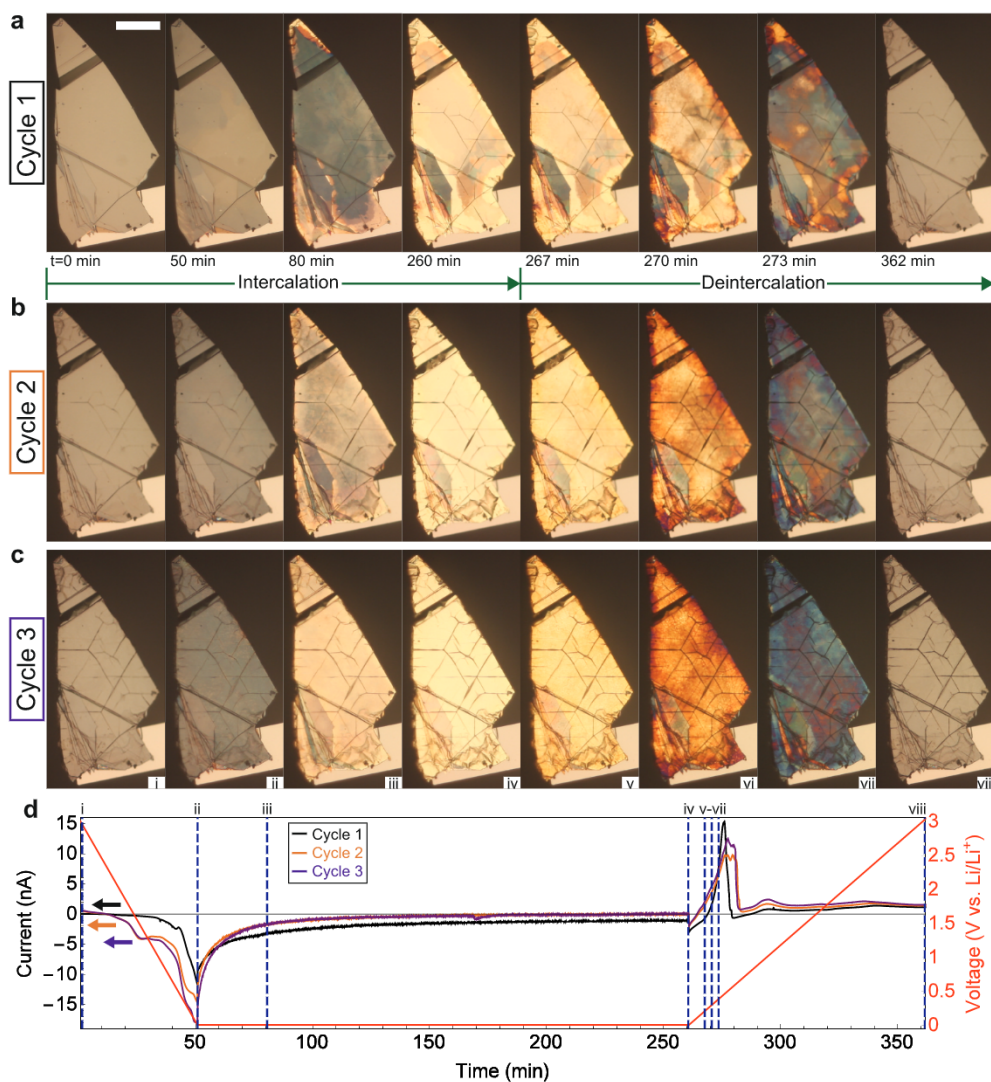 a
Cycle 1
t=0 min
50 min
80 min
260 min
267 min
270 min
273 min
362 min
Intercalation
Deintercalation
b
Cycle 2
c
Cycle 3
i
ii
iii
iv
v
vi
vii
viii
d
i
ii
iii
iv
v-vii
viii
15
10
5
0
−5
−10
−15
Current (nA)
Cycle 1
Cycle 2
Cycle 3
3
2.5
2
1.5
1
0.5
0
Voltage (V vs. Li/Li⁺)
50
100
150
200
250
300
350
Time (min)